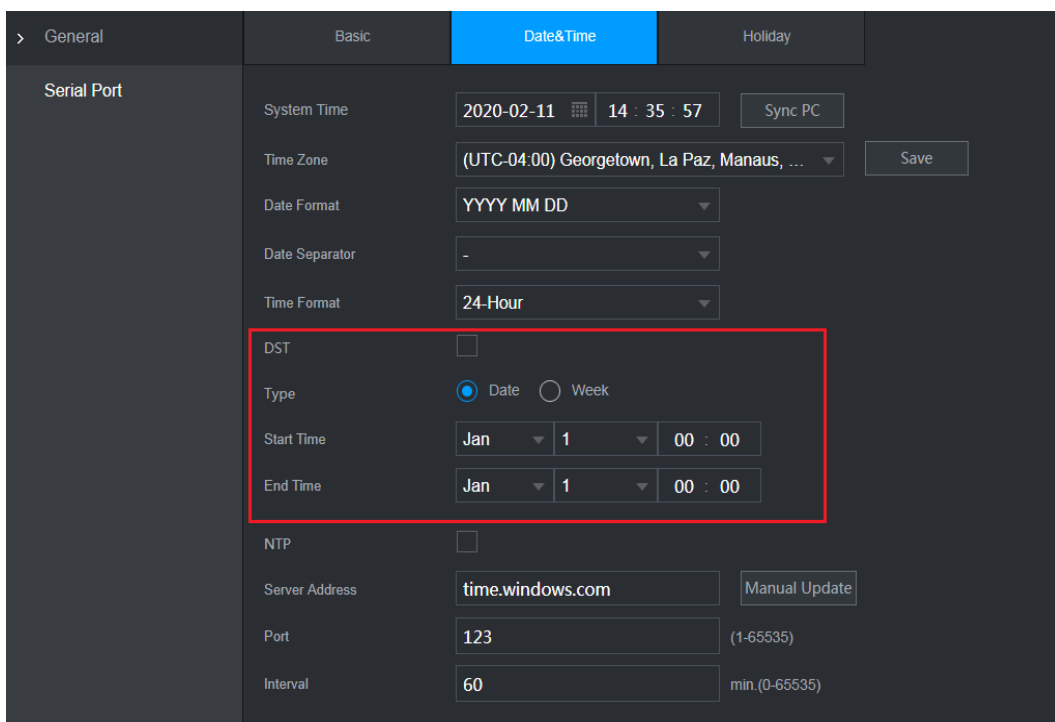 General
Basic Date&Time Holiday
Serial Port
System Time 2020-02-11 14 : 35 : 57 Sync PC
Time Zone (UTC-04:00) Georgetown, La Paz, Manaus, ... Save
Date Format YYYY MM DD
Date Separator -
Time Format 24-Hour
DST
Type Date Week
Start Time Jan 1 00 : 00
End Time Jan 1 00 : 00
NTP
Server Address time.windows.com Manual Update
Port 123 (1-65535)
Interval 60 min.(0-65535)